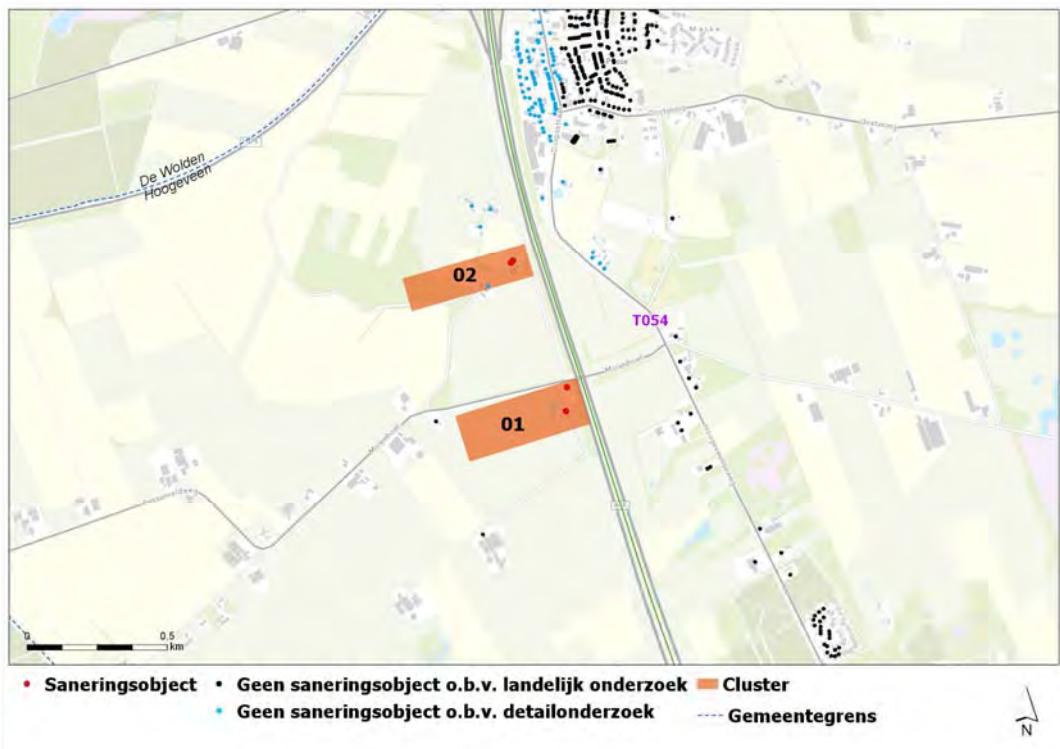 De Wolden
Hoogeveen
02
T054
01
0 0.5
km
Saneringsobject
Geen saneringsobject o.b.v. landelijk onderzoek
Cluster
Geen saneringsobject o.b.v. detailonderzoek
Gemeentegrens
N